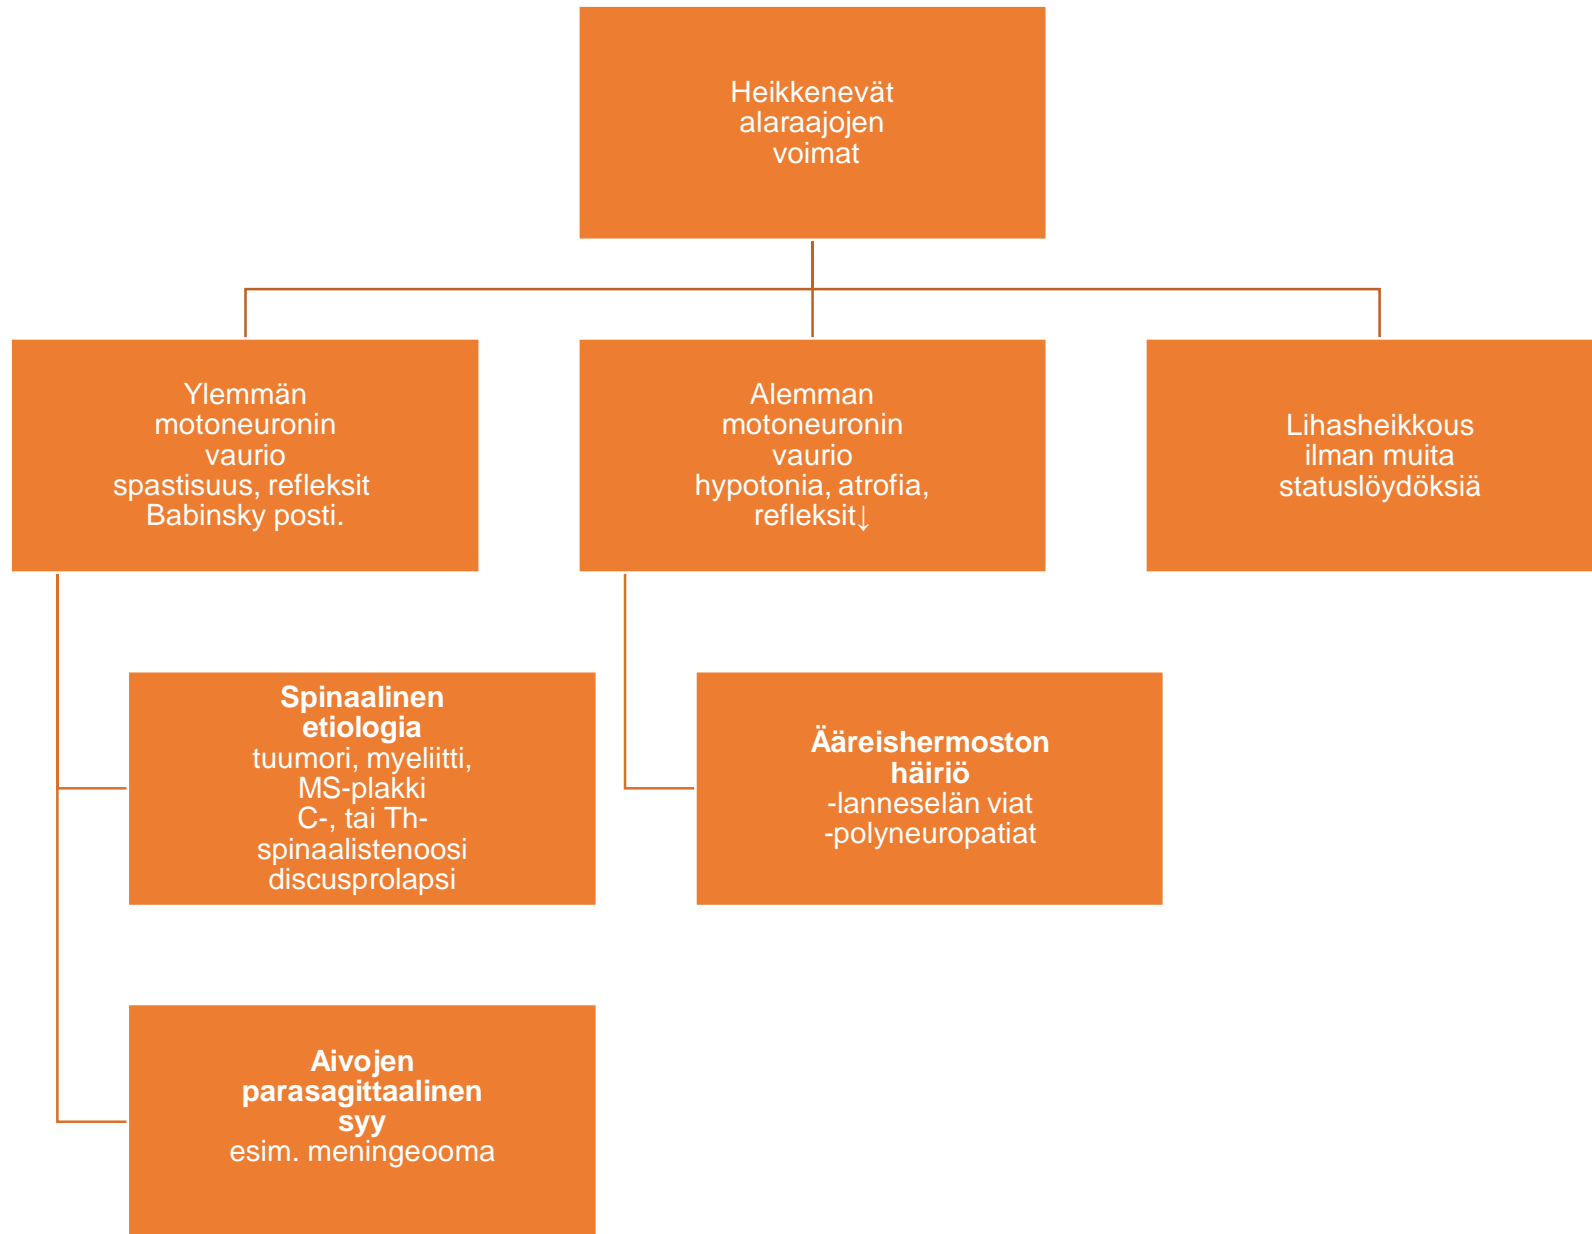 Heikkenevät
alaraajojen
voimat
Ylemmän
motoneuronin
vaurio
spastisuus, refleksit
Babinsky posti.
Alemman
motoneuronin
vaurio
hypotonia, atrofia,
refleksit↓
Lihasheikkous
ilman muita
statuslöydöksiä
Spinaalinen
etiologia
tuumori, myeliitti,
MS-plakki
C-, tai Th-
spinaalistenoosi
discusprolapsi
Ääreishermoston
häiriö
-lanneselän viat
-polyneuropatiat
Aivojen
parasagittaalinen
syy
esim. meningeooma